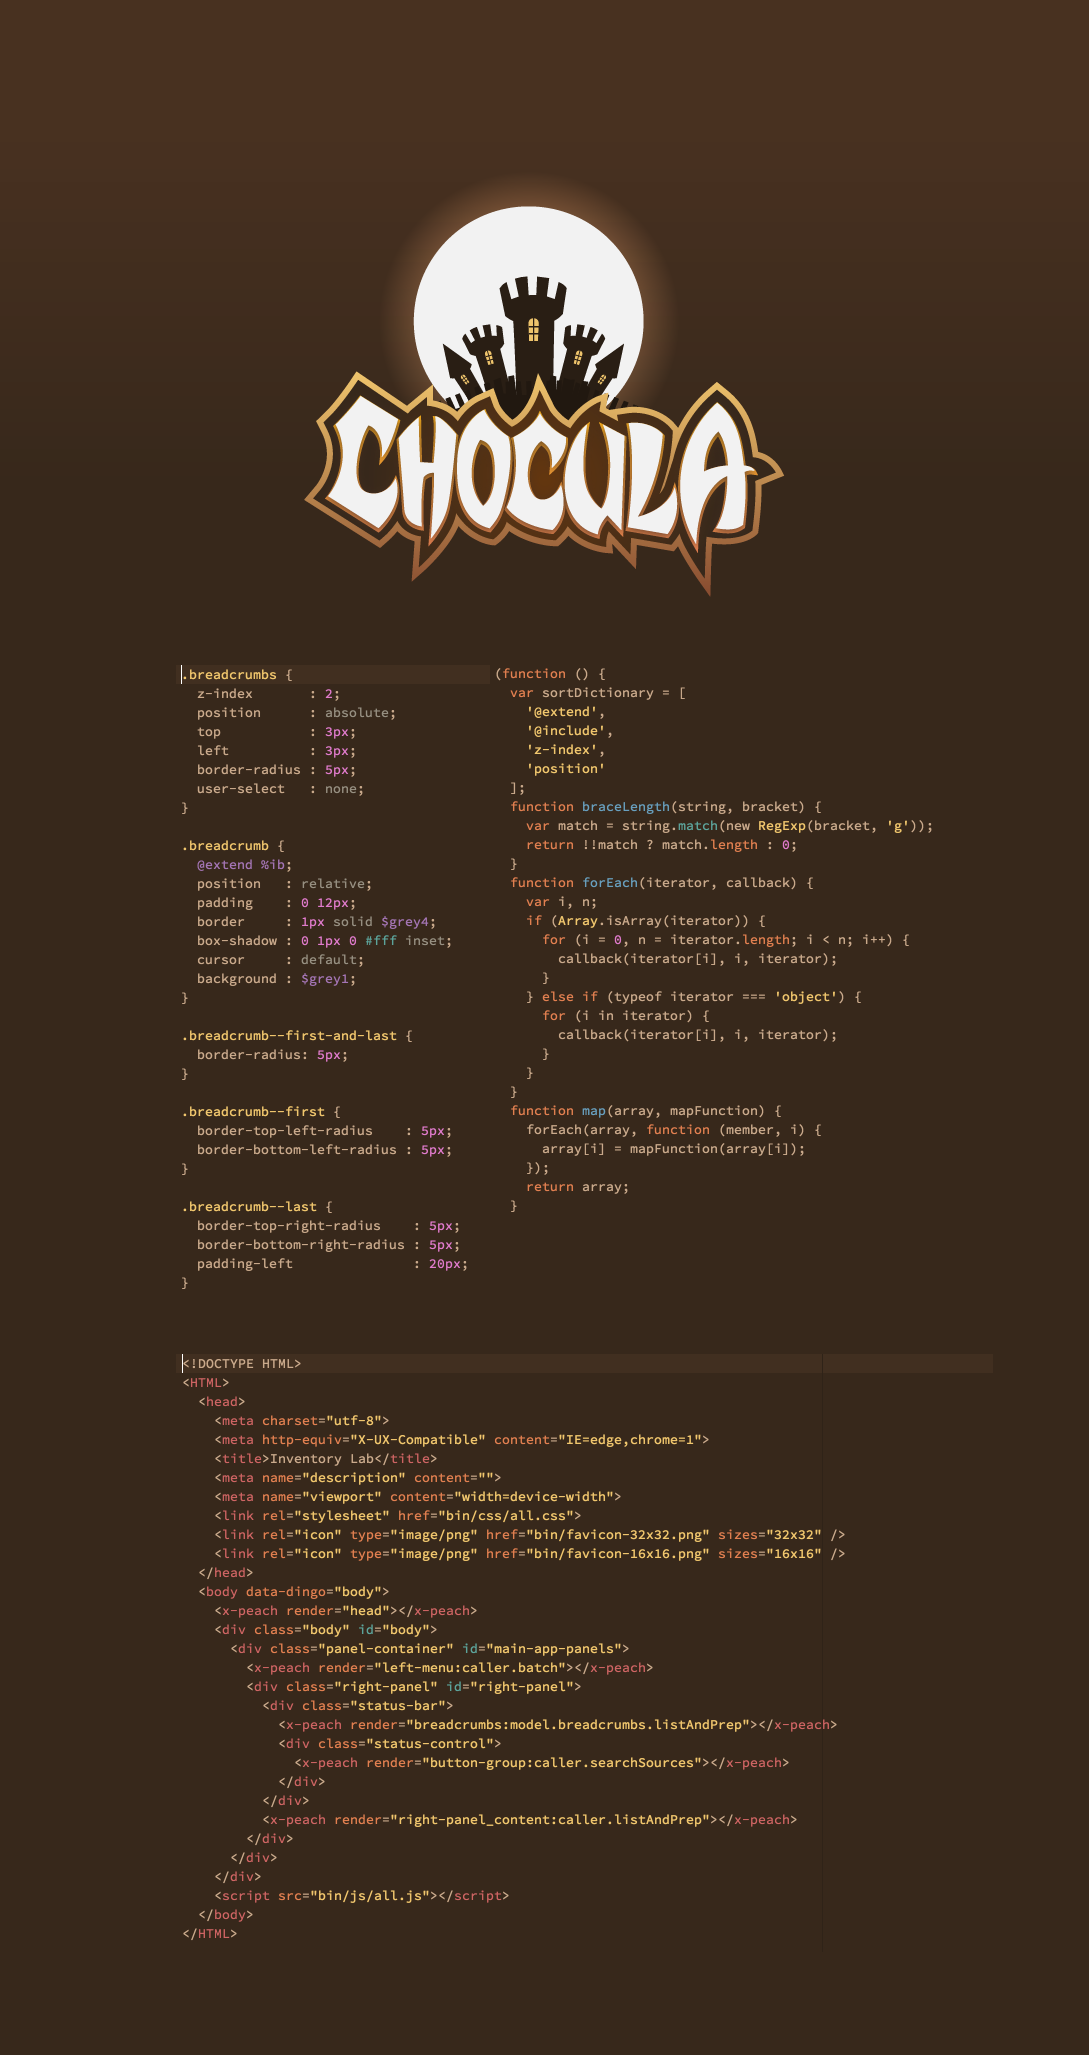 CHOCULA
.breadcrumbs {
  z-index       : 2;
  position      : absolute;
  top           : 3px;
  left          : 3px;
  border-radius : 5px;
  user-select   : none;
}
.breadcrumb {
  @extend %ib;
  position   : relative;
  padding    : 0 12px;
  border     : 1px solid $grey4;
  box-shadow : 0 1px 0 #fff inset;
  cursor     : default;
  background : $grey1;
}
.breadcrumb--first-and-last {
  border-radius: 5px;
}
.breadcrumb--first {
  border-top-left-radius    : 5px;
  border-bottom-left-radius : 5px;
}
.breadcrumb--last {
  border-top-right-radius    : 5px;
  border-bottom-right-radius : 5px;
  padding-left               : 20px;
}
(function () {
  var sortDictionary = [
    '@extend',
    '@include',
    'z-index',
    'position'
  ];
  function braceLength(string, bracket) {
    var match = string.match(new RegExp(bracket, 'g'));
    return !!match ? match.length : 0;
  }
  function forEach(iterator, callback) {
    var i, n;
    if (Array.isArray(iterator)) {
      for (i = 0, n = iterator.length; i < n; i++) {
        callback(iterator[i], i, iterator);
      }
    } else if (typeof iterator === 'object') {
      for (i in iterator) {
        callback(iterator[i], i, iterator);
      }
    }
  }
  function map(array, mapFunction) {
    forEach(array, function (member, i) {
      array[i] = mapFunction(array[i]);
    });
    return array;
  }
<!DOCTYPE HTML>
<HTML>
  <head>
    <meta charset="utf-8">
    <meta http-equiv="X-UX-Compatible" content="IE=edge,chrome=1">
    <title>Inventory Lab</title>
    <meta name="description" content="">
    <meta name="viewport" content="width=device-width">
    <link rel="stylesheet" href="bin/css/all.css">
    <link rel="icon" type="image/png" href="bin/favicon-32x32.png" sizes="32x32" />
    <link rel="icon" type="image/png" href="bin/favicon-16x16.png" sizes="16x16" />
  </head>
  <body data-dingo="body">
    <x-peach render="head"></x-peach>
    <div class="body" id="body">
      <div class="panel-container" id="main-app-panels">
        <x-peach render="left-menu:caller.batch"></x-peach>
        <div class="right-panel" id="right-panel">
          <div class="status-bar">
            <x-peach render="breadcrumbs:model.breadcrumbs.listAndPrep"></x-peach>
            <div class="status-control">
              <x-peach render="button-group:caller.searchSources"></x-peach>
            </div>
          </div>
          <x-peach render="right-panel_content:caller.listAndPrep"></x-peach>
        </div>
      </div>
    </div>
    <script src="bin/js/all.js"></script>
  </body>
</HTML>